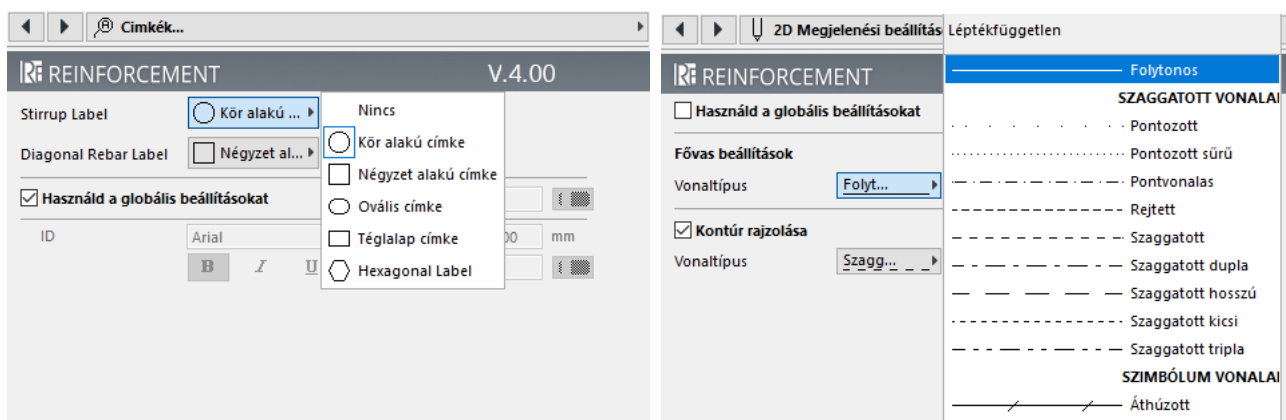 Cimkék...
REINFORCEMENT V.4.00
Stirrup Label Kör alakú ...
Diagonal Rebar Label Négyzet al...
Használd a globális beállításokat
ID Arial 00 mm
B I U
Nincs
Kör alakú címke
Négyzet alakú címke
Ovális címke
Téglalap címke
Hexagonal Label
2D Megjelenési beállítás
REINFORCEMENT
Használd a globális beállításokat
Fővas beállítások
Vonaltípus Folyt...
Kontúr rajzolása
Vonaltípus Szagg...
Léptékfüggetlen
Folytonos
SZAGGATOTT VONALAI
Pontozott
Pontozott sűrű
Pontvonalas
Rejtett
Szaggatott
Szaggatott dupla
Szaggatott hosszú
Szaggatott kicsi
Szaggatott tripla
SZIMBÓLUM VONALAI
Áthúzott